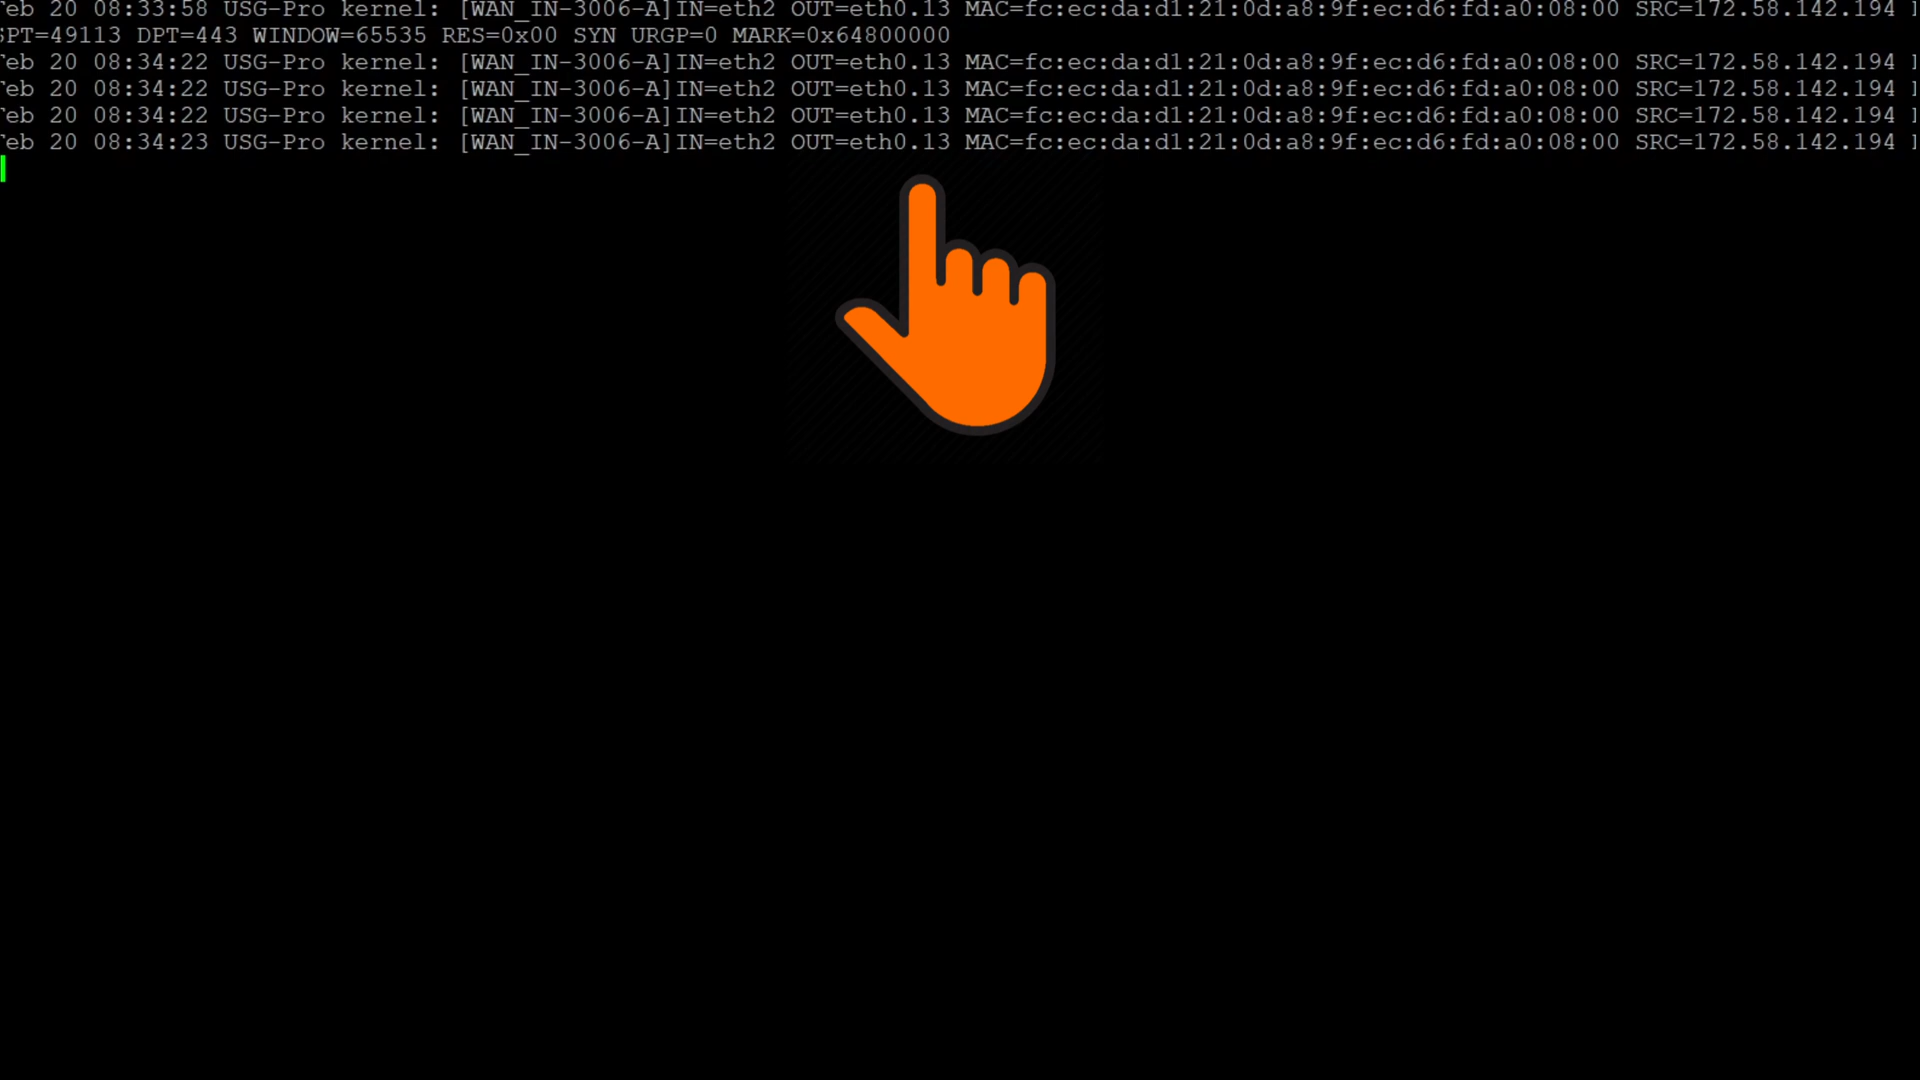 eb 20 08:33:58 USG-Pro kernel: [WAN_IN-3006-A]IN=eth2 OUT=eth0.13 MAC=fc:ec:da:d1:21:0d:a8:9f:ec:d6:fd:a0:08:00 SRC=172.58.142.194
SPT=49113 DPT=443 WINDOW=65535 RES=0x00 SYN URGP=0 MARK=0x64800000
eb 20 08:34:22 USG-Pro kernel: [WAN_IN-3006-A]IN=eth2 OUT=eth0.13 MAC=fc:ec:da:d1:21:0d:a8:9f:ec:d6:fd:a0:08:00 SRC=172.58.142.194
eb 20 08:34:22 USG-Pro kernel: [WAN_IN-3006-A]IN=eth2 OUT=eth0.13 MAC=fc:ec:da:d1:21:0d:a8:9f:ec:d6:fd:a0:08:00 SRC=172.58.142.194
eb 20 08:34:22 USG-Pro kernel: [WAN_IN-3006-A]IN=eth2 OUT=eth0.13 MAC=fc:ec:da:d1:21:0d:a8:9f:ec:d6:fd:a0:08:00 SRC=172.58.142.194
eb 20 08:34:23 USG-Pro kernel: [WAN_IN-3006-A]IN=eth2 OUT=eth0.13 MAC=fc:ec:da:d1:21:0d:a8:9f:ec:d6:fd:a0:08:00 SRC=172.58.142.194